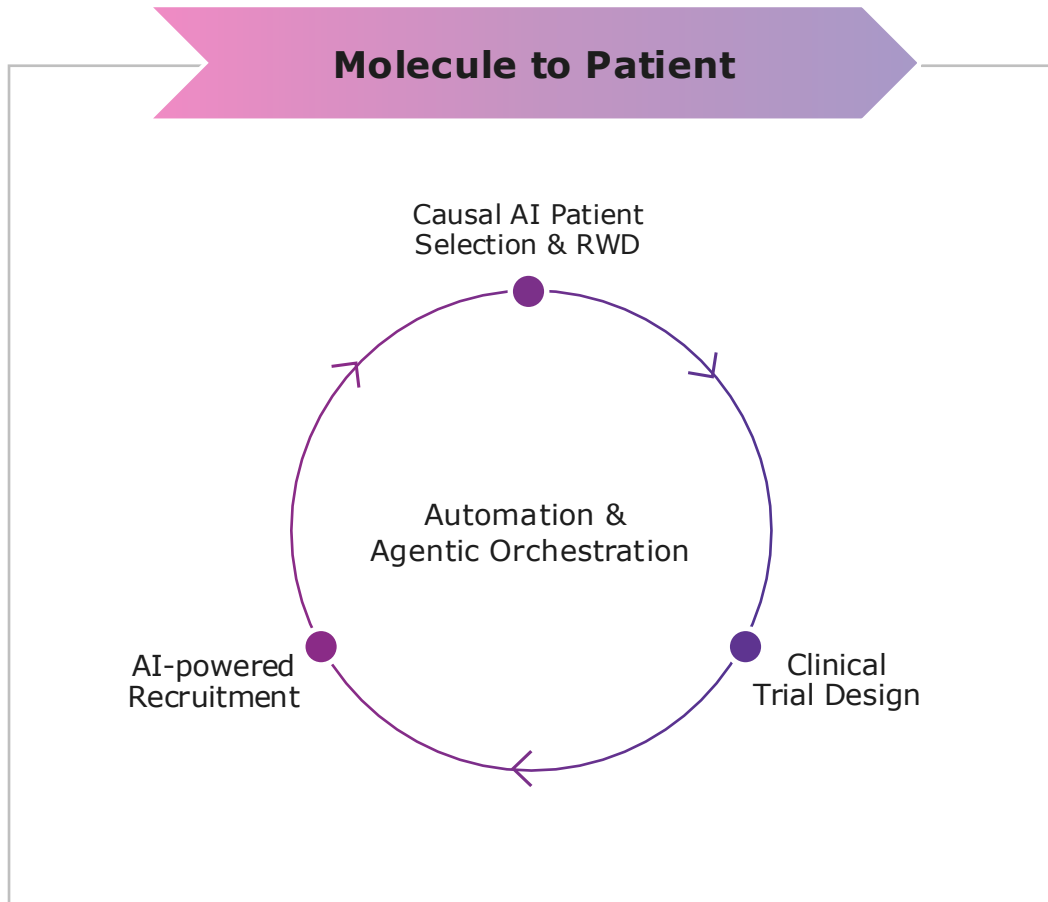 Molecule to Patient
Causal AI Patient
Selection & RWD
Automation &
Agentic Orchestration
AI-powered
Recruitment
Clinical
Trial Design